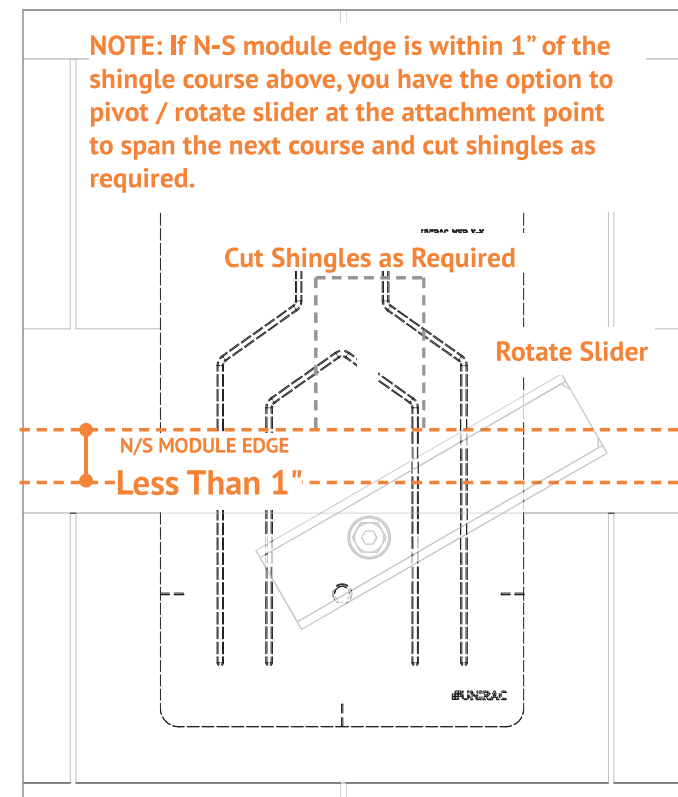 NOTE: If N-S module edge is within 1” of the
shingle course above, you have the option to
pivot / rotate slider at the attachment point
to span the next course and cut shingles as
required.
Cut Shingles as Required
Rotate Slider
N/S MODULE EDGE
Less Than 1"
UNIRAC